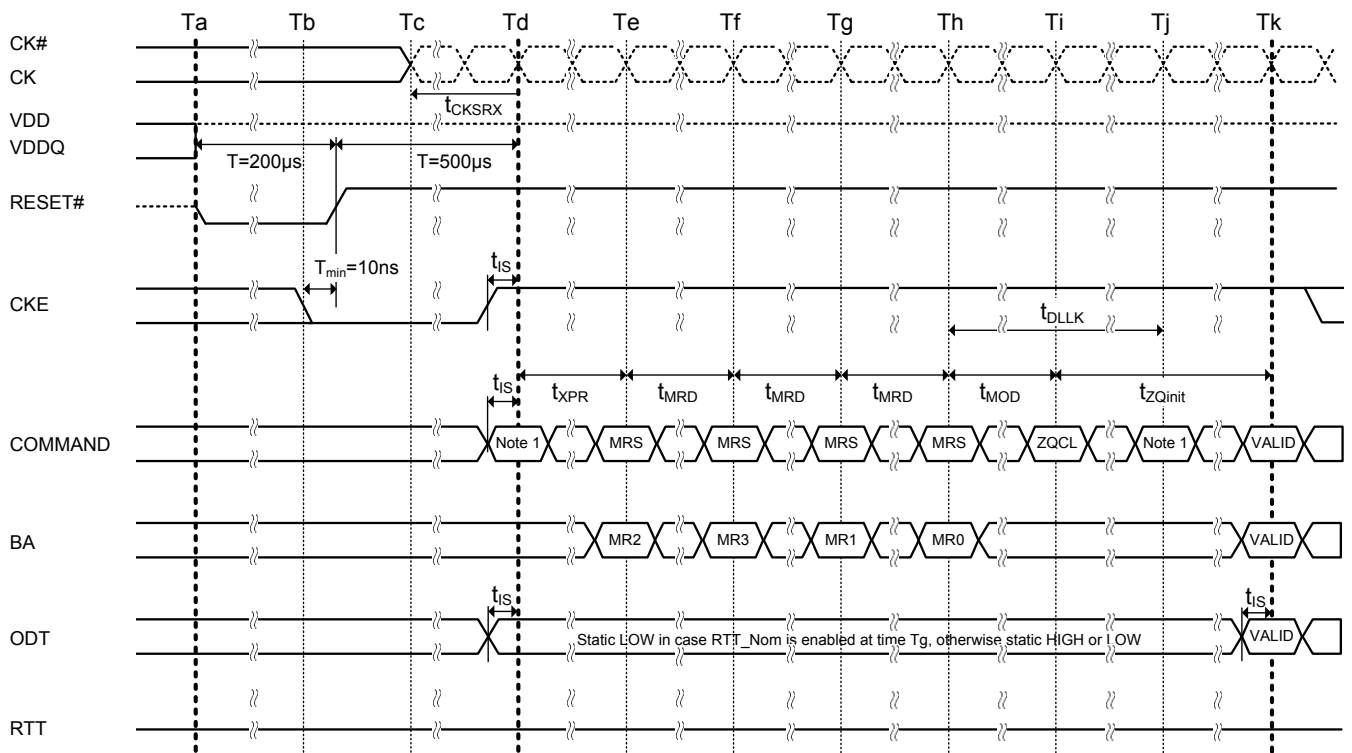 Ta Tb Tc Td Te Tf Tg Th Ti Tj Tk
CK#
CK
tCKSRX
VDD
VDDQ
T=200µs T=500µs
RESET#
Tmin=10ns tIS
CKE
tDLLK
tIS tXPR tMRD tMRD tMRD tMOD tZQinit
COMMAND Note 1 MRS MRS MRS MRS ZQCL Note 1 VALID
BA MR2 MR3 MR1 MR0 VALID
tIS tIS
ODT Static LOW in case RTT_Nom is enabled at time Tg, otherwise static HIGH or LOW VALID
RTT